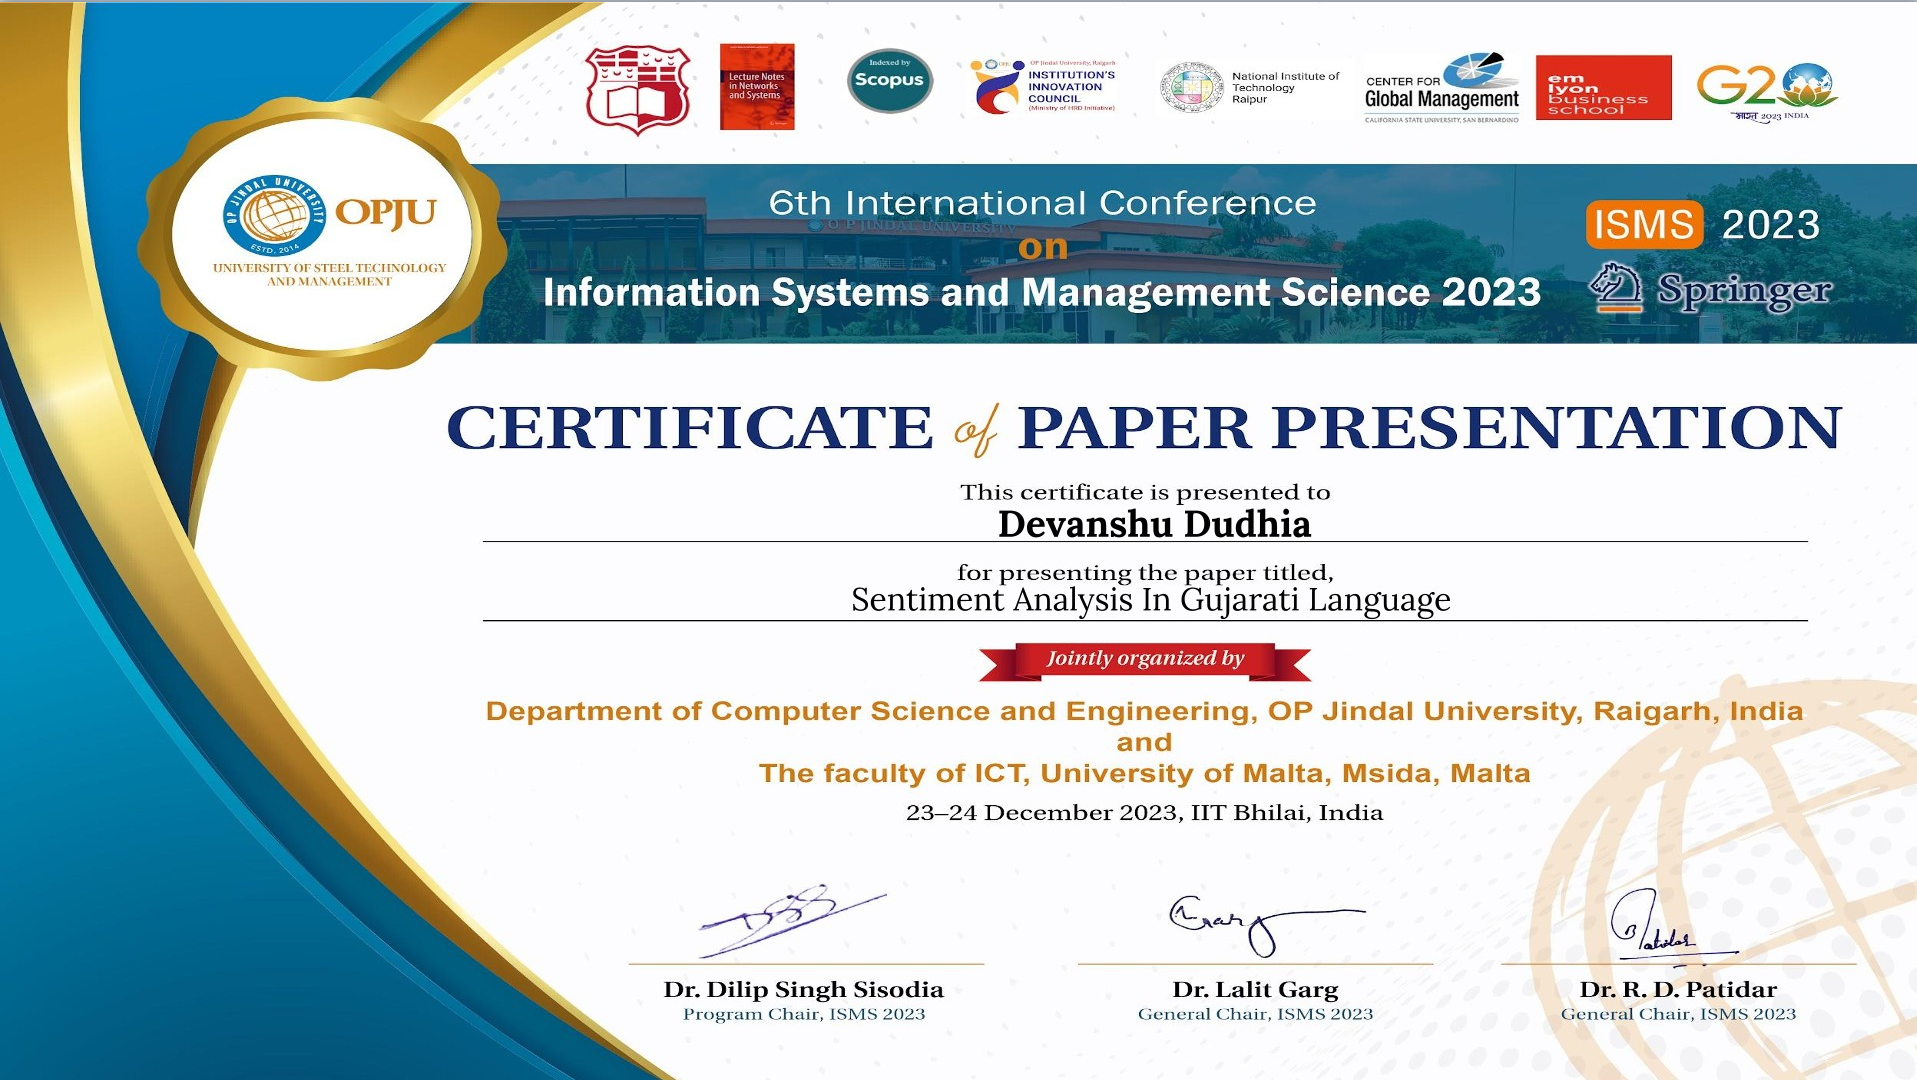 Lecture Notes
in Networks
and Systems
Indexed by
Scopus
OP Jindal University, Raigarh
INSTITUTION'S
INNOVATION
COUNCIL
(Ministry of HRD Initiative)
National Institute of
Technology
Raipur
CENTER FOR
Global Management
CALIFORNIA STATE UNIVERSITY, SAN BERNARDINO
em
lyon
business
school
G20
भारत 2023 INDIA
OP JINDAL UNIVERSITY
ESTD. 2014
OPJU
UNIVERSITY OF STEEL TECHNOLOGY
AND MANAGEMENT
6th International Conference
O P JINDAL UNIVERSITY
on
Information Systems and Management Science 2023
ISMS 2023
Springer
CERTIFICATE of PAPER PRESENTATION
This certificate is presented to
Devanshu Dudhia
for presenting the paper titled,
Sentiment Analysis In Gujarati Language
Jointly organized by
Department of Computer Science and Engineering, OP Jindal University, Raigarh, India
and
The faculty of ICT, University of Malta, Msida, Malta
23–24 December 2023, IIT Bhilai, India
Dr. Dilip Singh Sisodia
Program Chair, ISMS 2023
Dr. Lalit Garg
General Chair, ISMS 2023
Dr. R. D. Patidar
General Chair, ISMS 2023